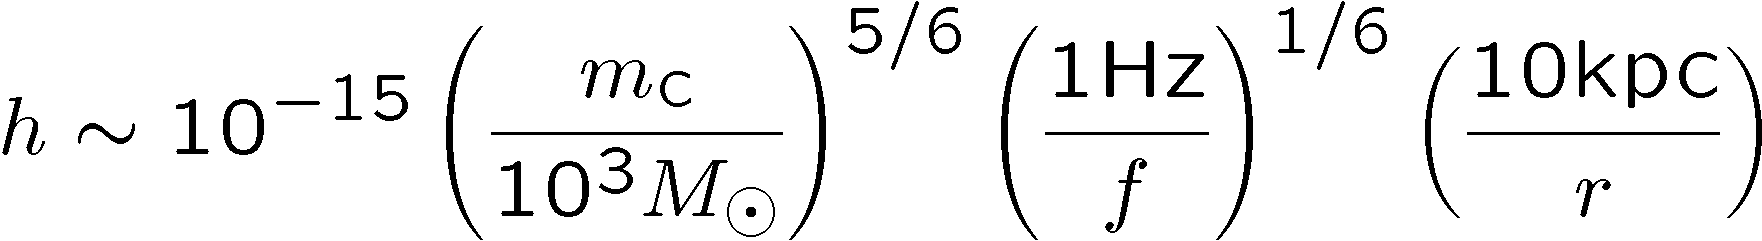 h ∼ 10^{−15} (m_c / 10^3 M_⊙)^{5/6} (1Hz / f)^{1/6} (10kpc / r)